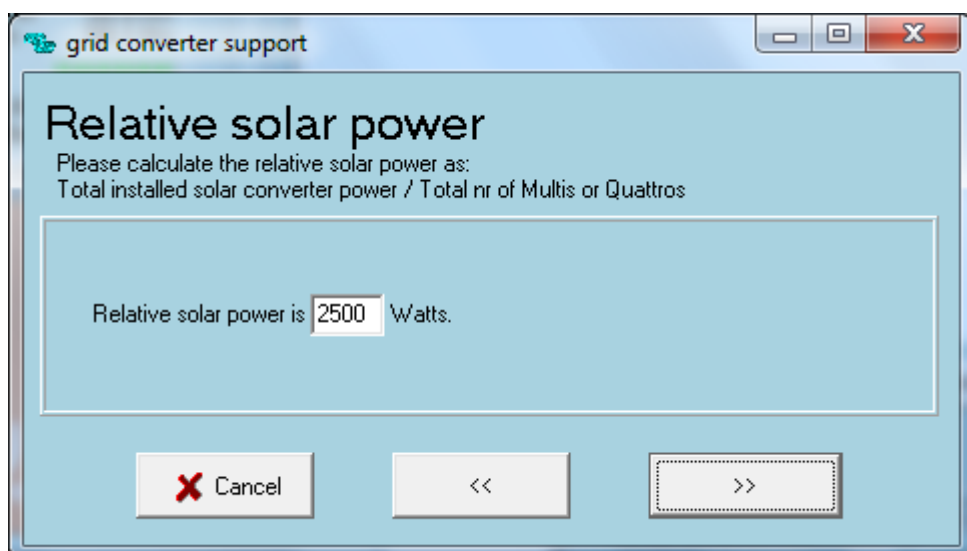 grid converter support
Relative solar power
Please calculate the relative solar power as:
Total installed solar converter power / Total nr of Multis or Quattros
Relative solar power is 2500 Watts.
Cancel << >>